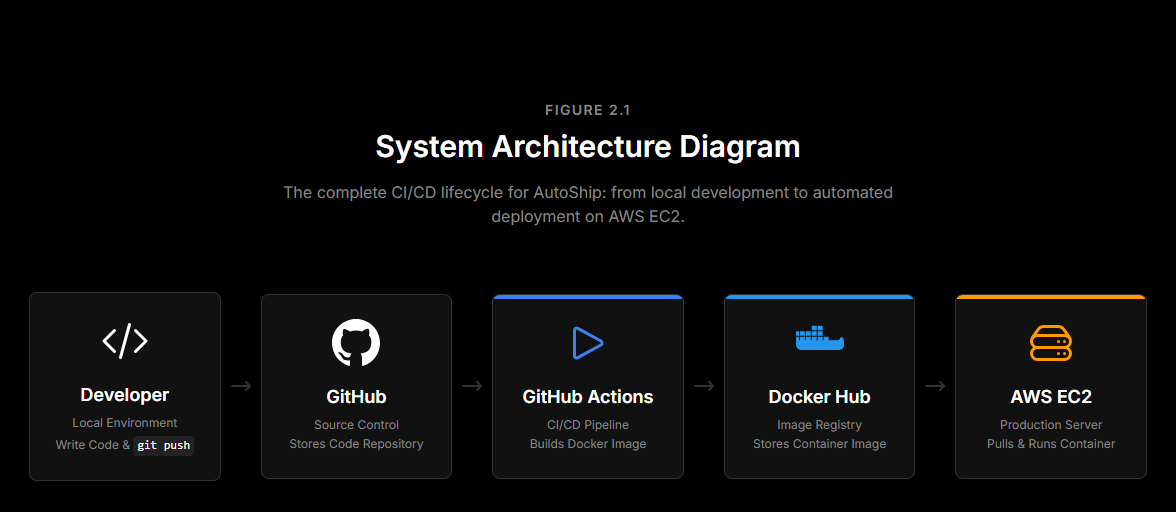 FIGURE 2.1
System Architecture Diagram
The complete CI/CD lifecycle for AutoShip: from local development to automated
deployment on AWS EC2.
Developer
Local Environment
Write Code & git push
GitHub
Source Control
Stores Code Repository
GitHub Actions
CI/CD Pipeline
Builds Docker Image
Docker Hub
Image Registry
Stores Container Image
AWS EC2
Production Server
Pulls & Runs Container